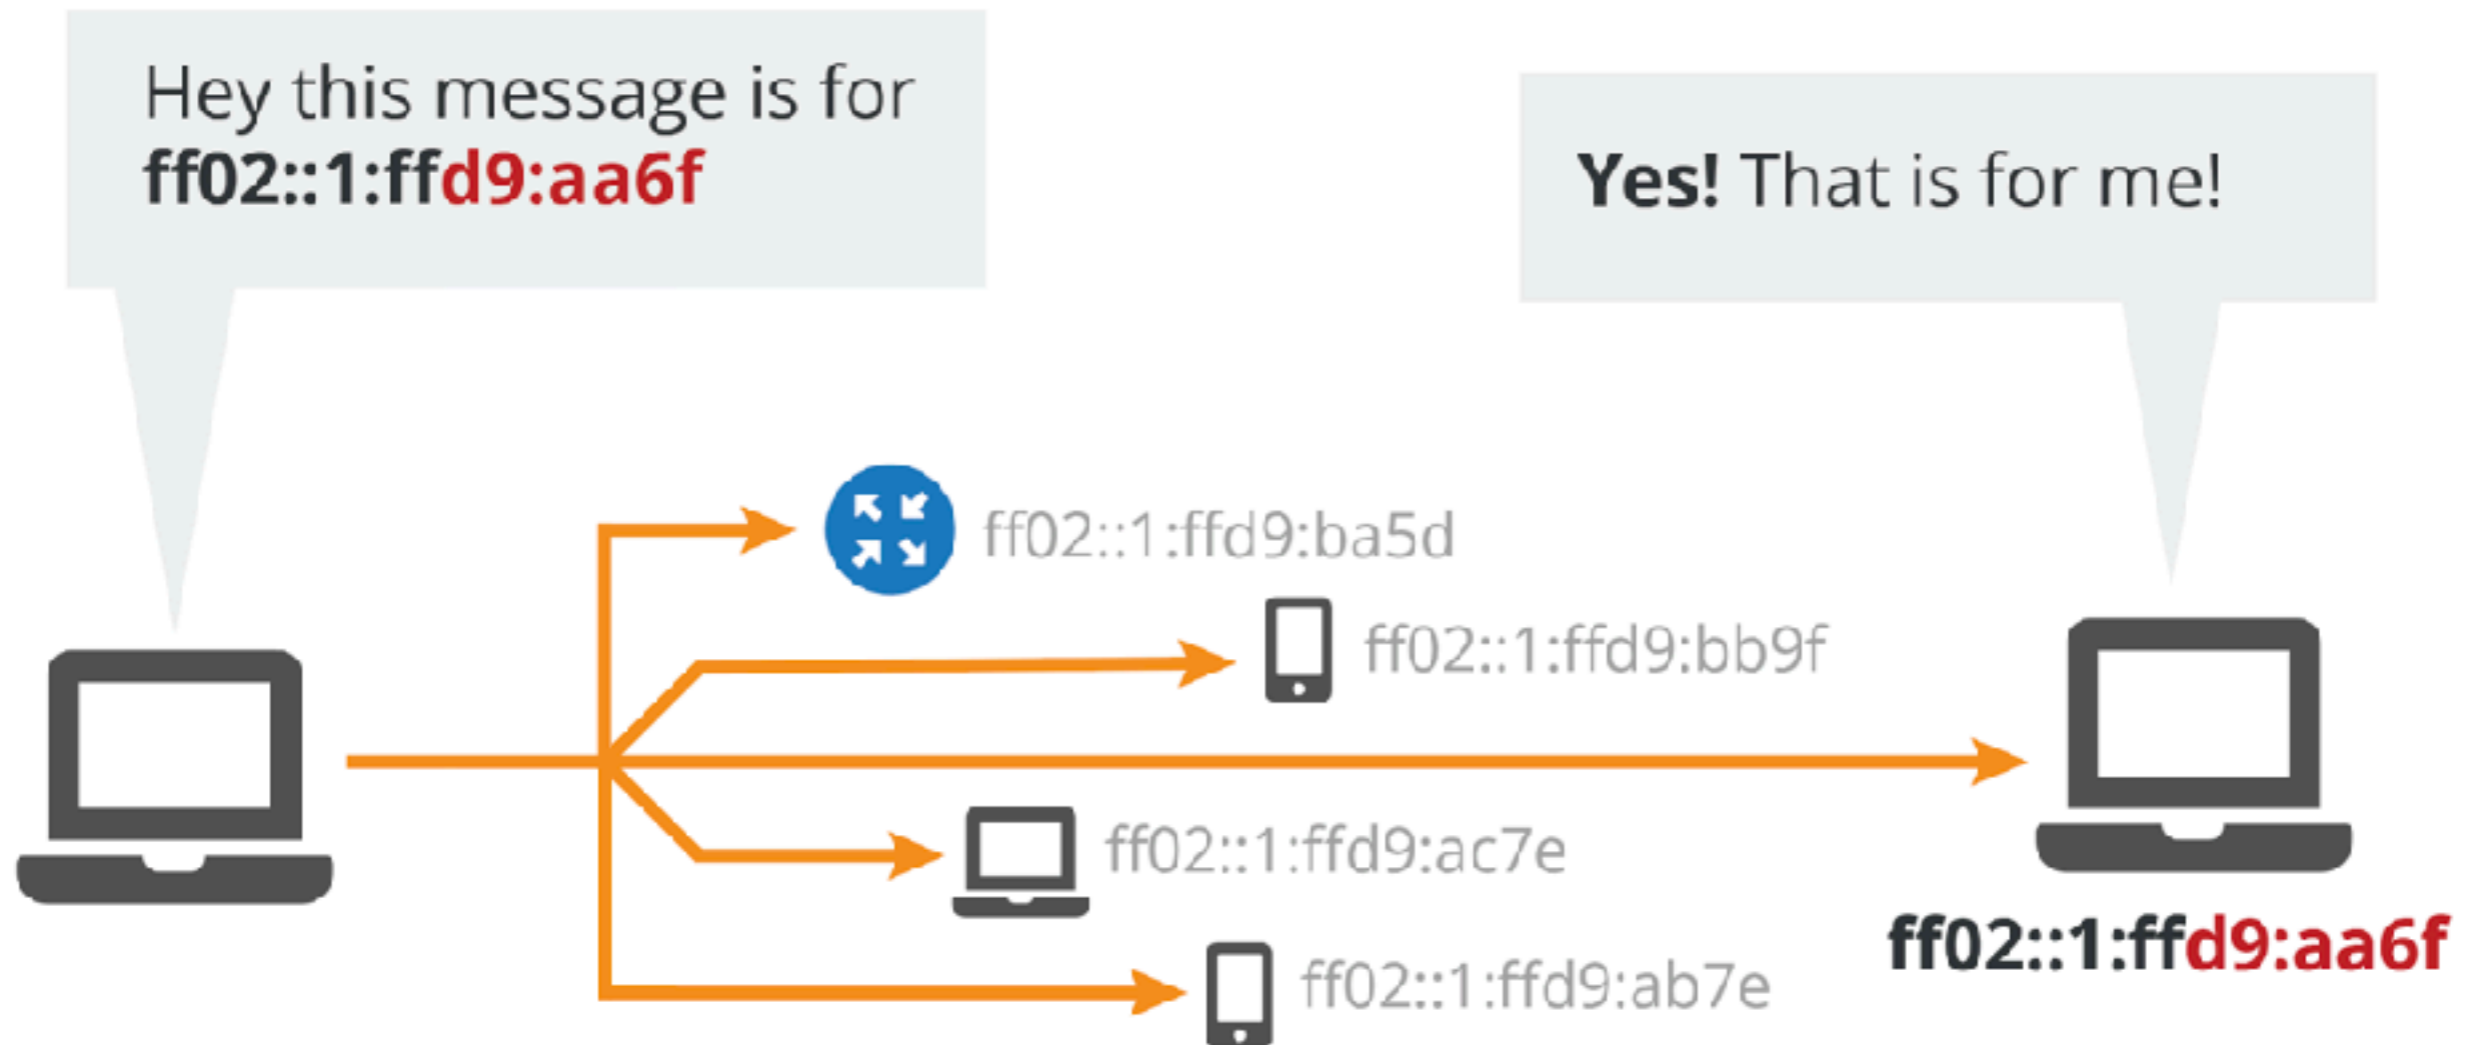 Hey this message is for
ff02::1:ffd9:aa6f
Yes! That is for me!
ff02::1:ffd9:ba5d
ff02::1:ffd9:bb9f
ff02::1:ffd9:ac7e
ff02::1:ffd9:aa6f
ff02::1:ffd9:ab7e